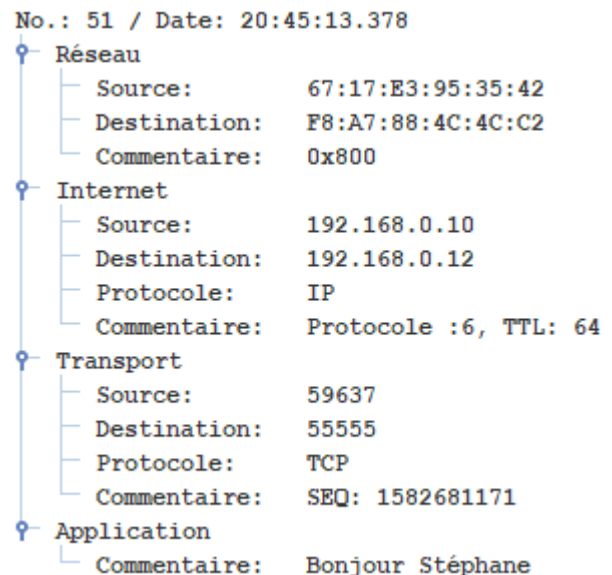 No.: 51 / Date: 20:45:13.378
Réseau
Source: 67:17:E3:95:35:42
Destination: F8:A7:88:4C:4C:C2
Commentaire: 0x800
Internet
Source: 192.168.0.10
Destination: 192.168.0.12
Protocole: IP
Commentaire: Protocole :6, TTL: 64
Transport
Source: 59637
Destination: 55555
Protocole: TCP
Commentaire: SEQ: 1582681171
Application
Commentaire: Bonjour Stéphane